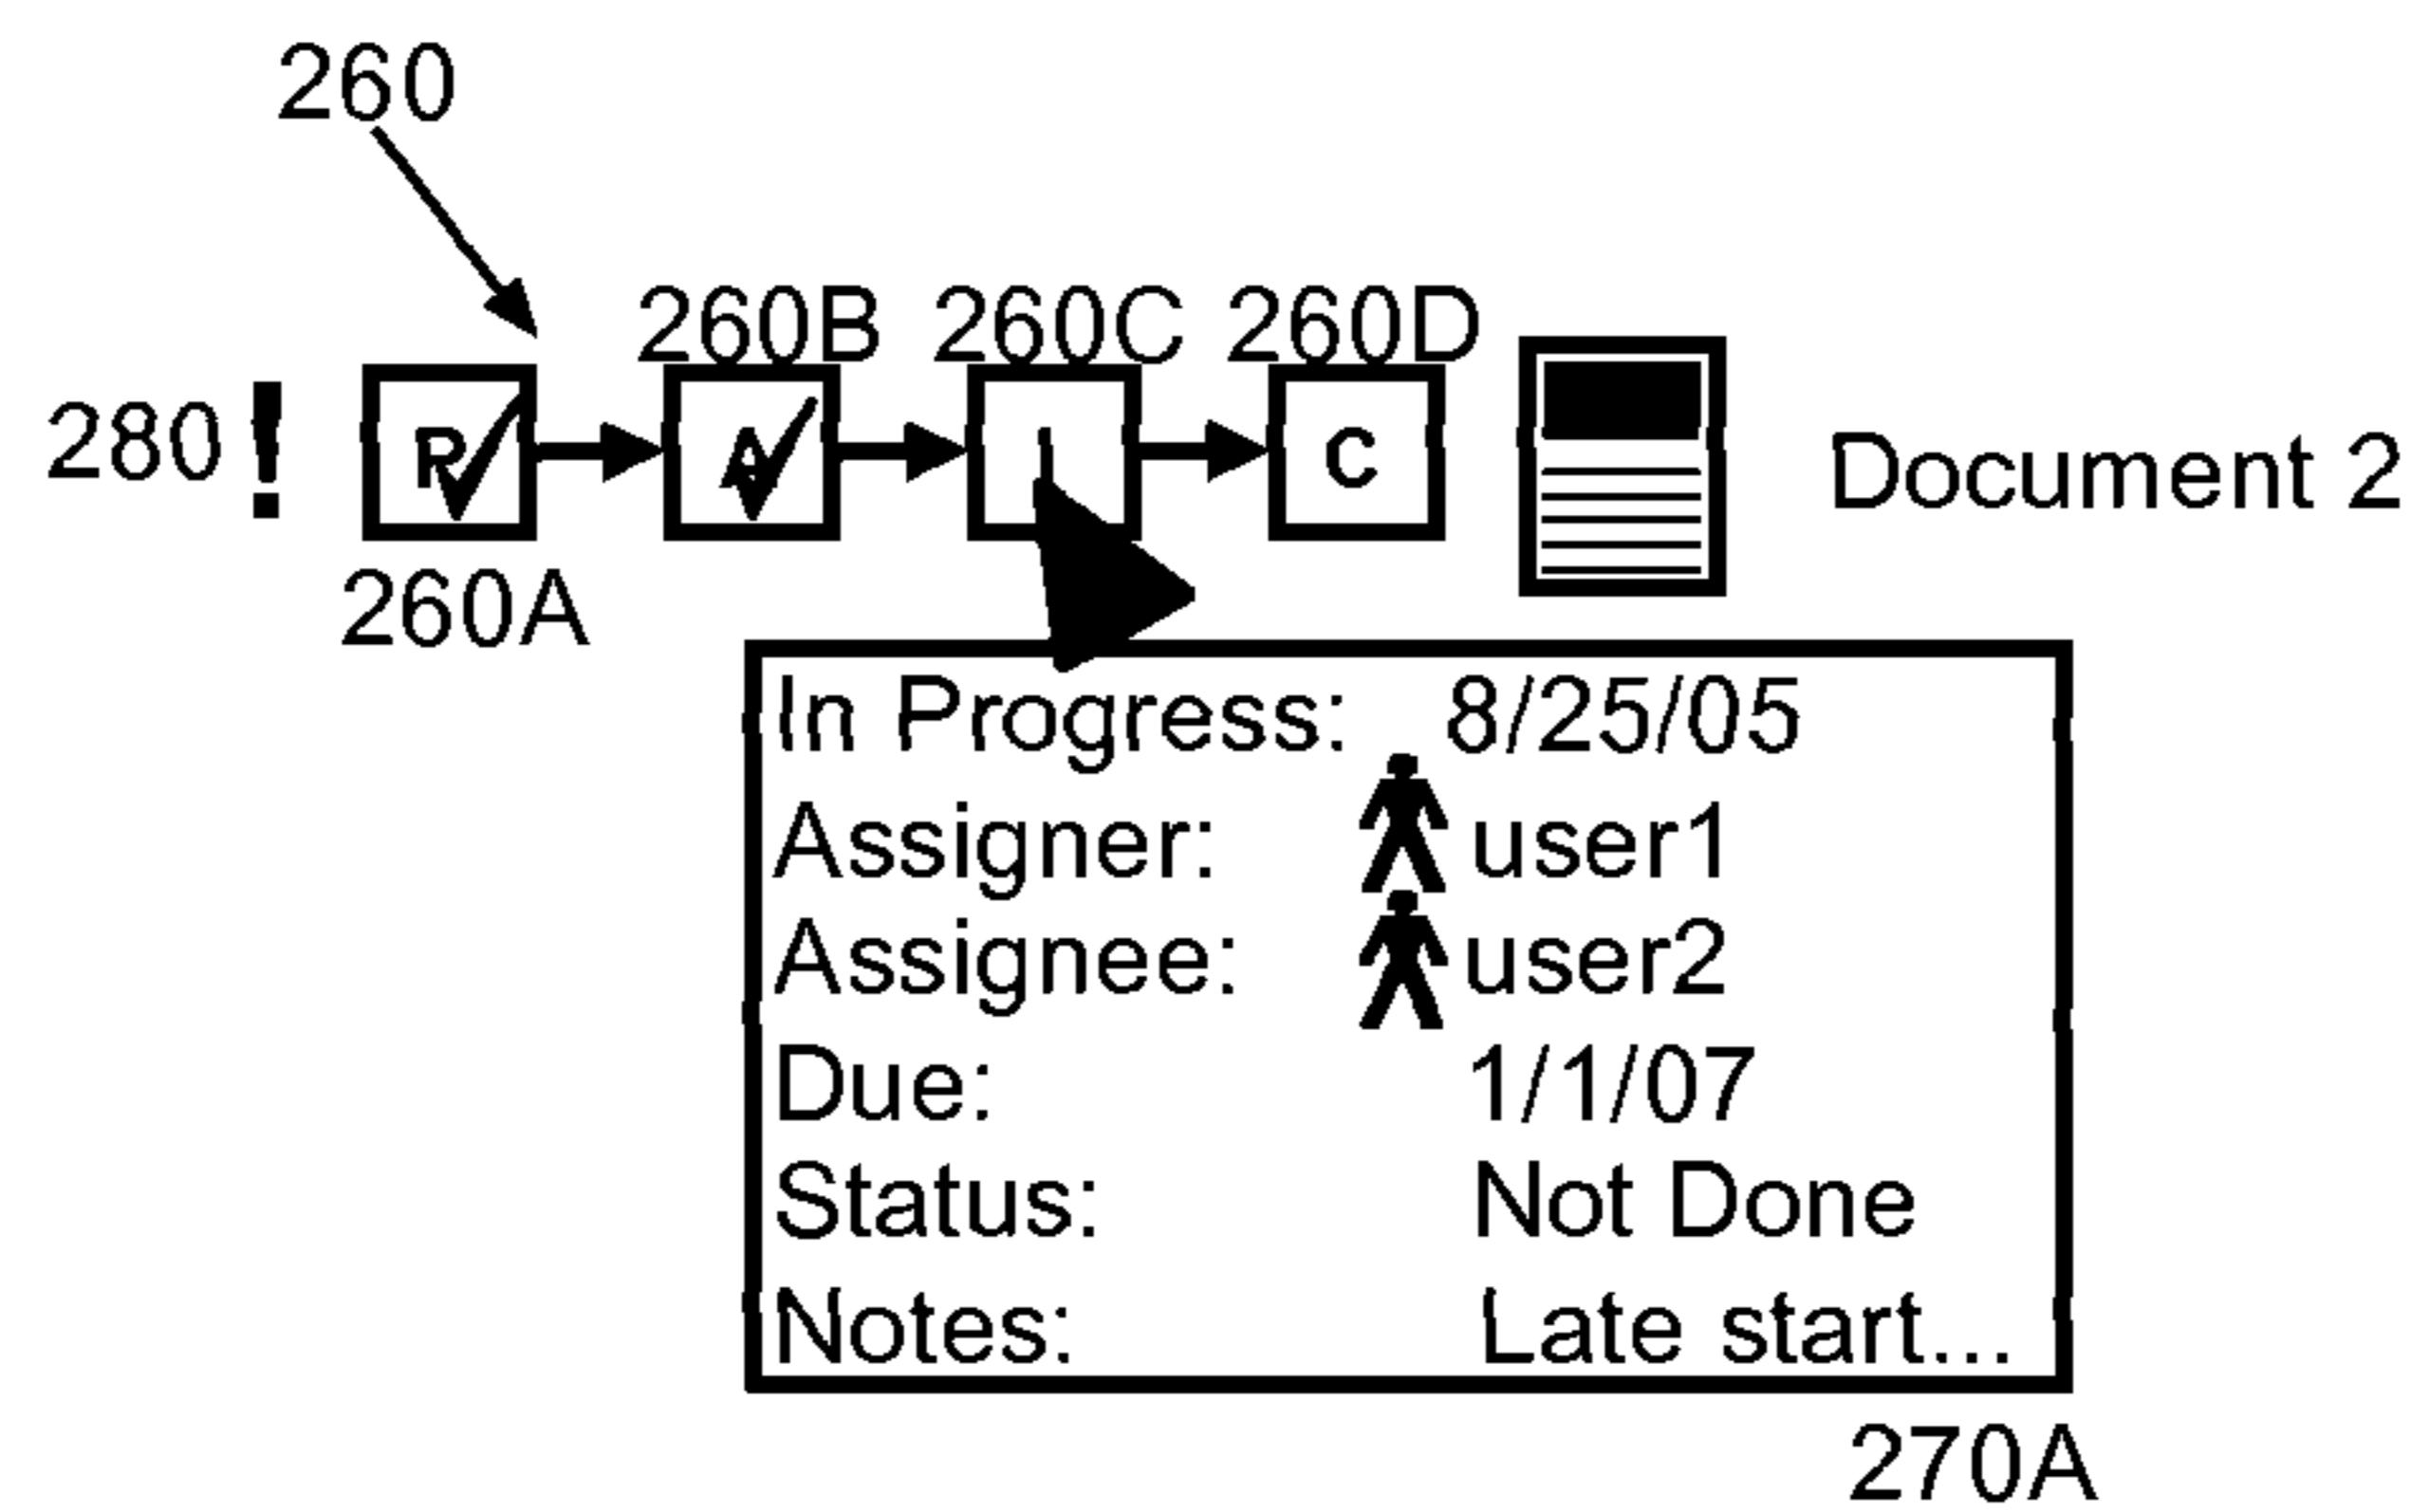 260
260B 260C 260D
280 ! R A I C Document 2
260A
In Progress: 8/25/05
Assigner: user1
Assignee: user2
Due: 1/1/07
Status: Not Done
Notes: Late start...
270A